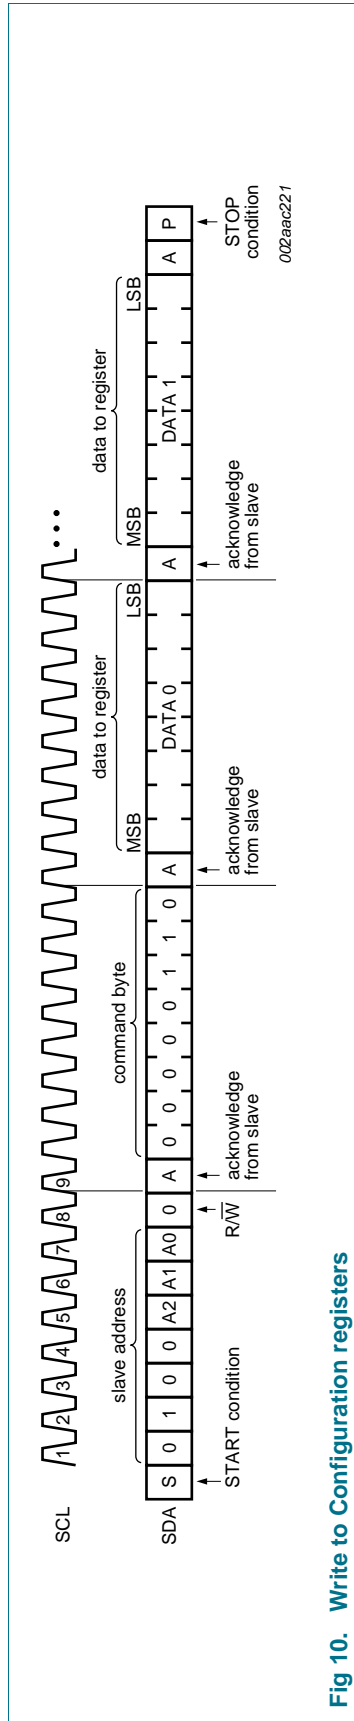 SCL
1 2 3 4 5 6 7 8 9
slave address
command byte
data to register
data to register
MSB
LSB
MSB
LSB
SDA
S 0 1 0 0 A2 A1 A0 0 A 0 0 0 0 0 1 1 0 A DATA 0 A DATA 1 A P
START condition
R/W
acknowledge
from slave
acknowledge
from slave
acknowledge
from slave
STOP
condition
002aac221
Fig 10. Write to Configuration registers